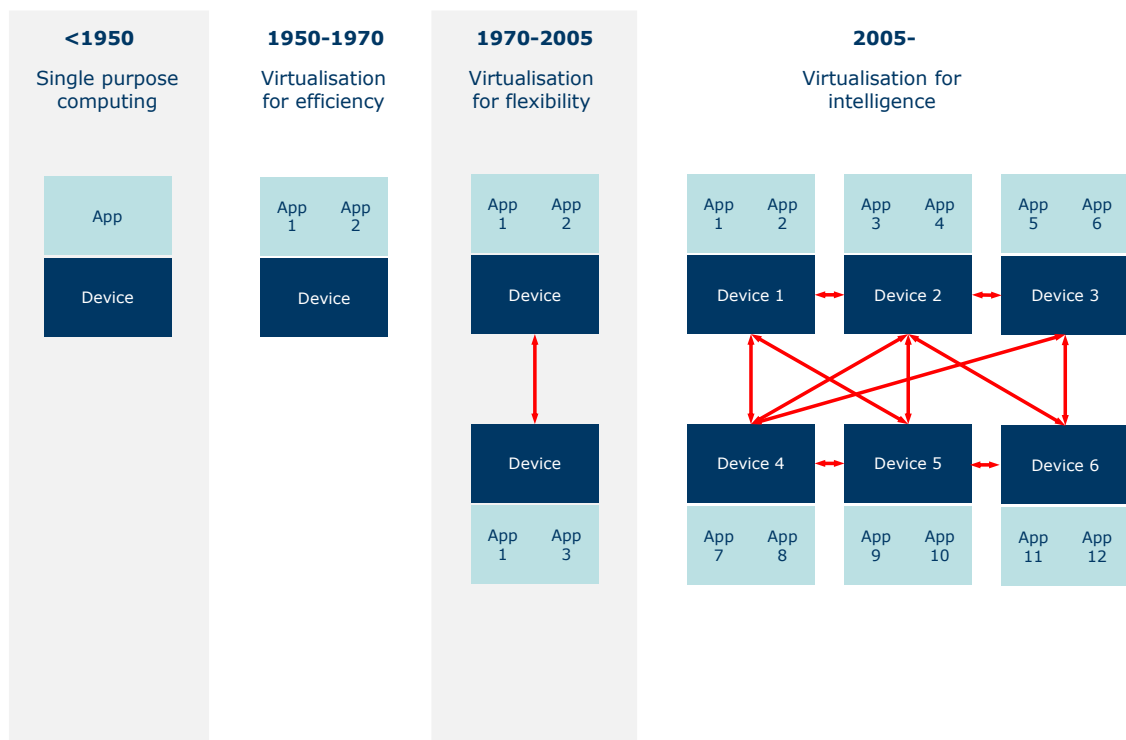 <1950
Single purpose
computing
App
Device
1950-1970
Virtualisation
for efficiency
App App
1 2
Device
1970-2005
Virtualisation
for flexibility
App App
1 2
Device
Device
App App
1 3
2005-
Virtualisation for
intelligence
App App App App App App
1 2 3 4 5 6
Device 1 Device 2 Device 3
Device 4 Device 5 Device 6
App App App App App App
7 8 9 10 11 12